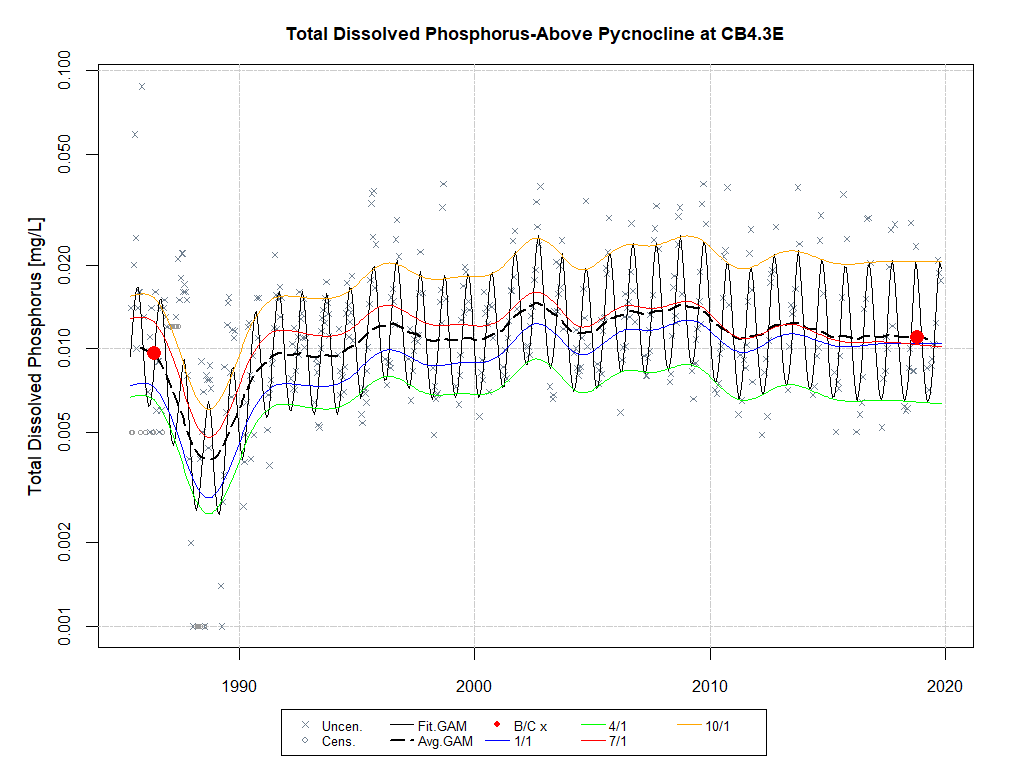 Total Dissolved Phosphorus-Above Pycnocline at CB4.3E
Total Dissolved Phosphorus [mg/L]
0.100
0.050
0.020
0.010
0.005
0.002
0.001
1990 2000 2010 2020
Uncen. Fit.GAM B/C x 4/1 10/1
Cens. Avg.GAM 1/1 7/1